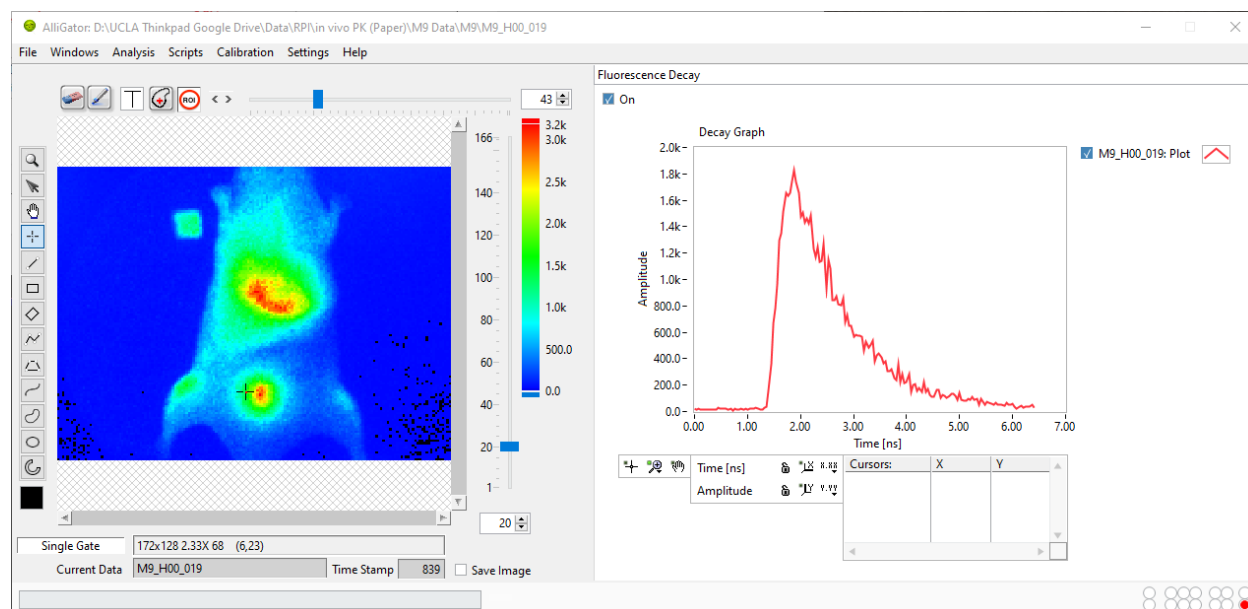 AlliGator: D:\UCLA Thinkpad Google Drive\Data\RPI\in vivo PK (Paper)\M9 Data\M9\M9_H00_019
File Windows Analysis Scripts Calibration Settings Help
ROI < > 43
166
140
120
100
80
60
40
20
1
20
3.2k
3.0k
2.5k
2.0k
1.5k
1.0k
500.0
0.0
Single Gate 172x128 2.33X 68 (6,23)
Current Data M9_H00_019 Time Stamp 839 Save Image
Fluorescence Decay
On
Decay Graph
M9_H00_019: Plot
Amplitude
2.0k
1.8k
1.6k
1.4k
1.2k
1.0k
800.0
600.0
400.0
200.0
0.0
0.00 1.00 2.00 3.00 4.00 5.00 6.00 7.00
Time [ns]
Time [ns] X X.XX
Amplitude Y Y.YY
Cursors: X Y